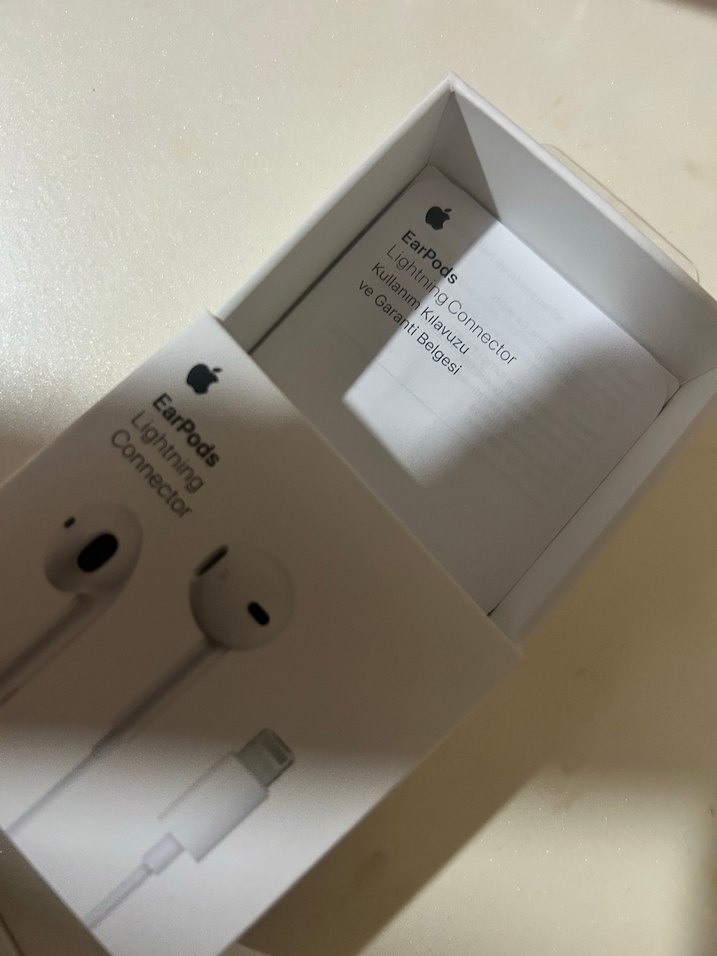 EarPods
Lightning Connector
Kullanım Kılavuzu
ve Garanti Belgesi
EarPods
Lightning
Connector